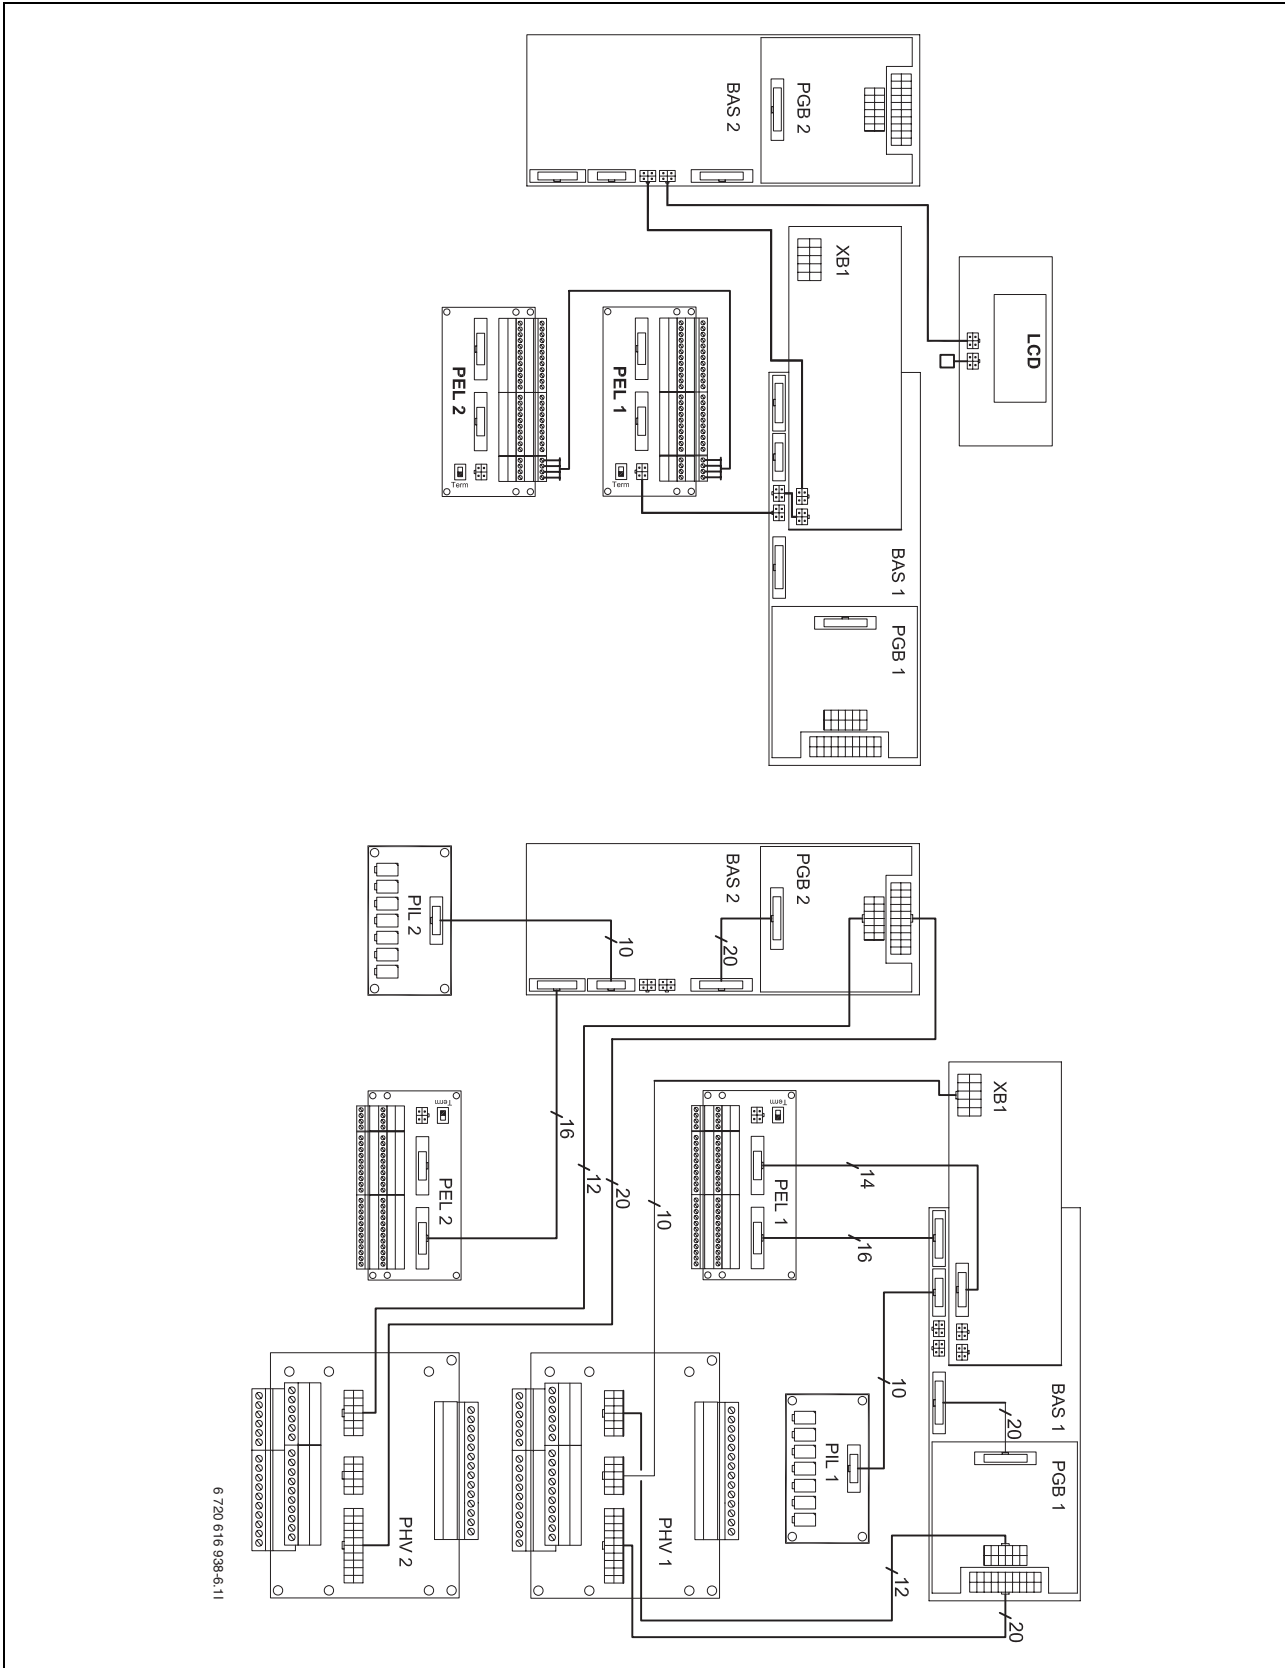 PGB 2
BAS 2
XB1
LCD
PEL 1
Term
PEL 2
Term
BAS 1
PGB 1
PGB 2
BAS 2
20
10
PIL 2
XB1
Term
PEL 1
14
16
10
Term
PEL 2
16
12
20
10
BAS 1
20
PGB 1
PIL 1
12
20
PHV 1
PHV 2
6 720 616 938-6.1I